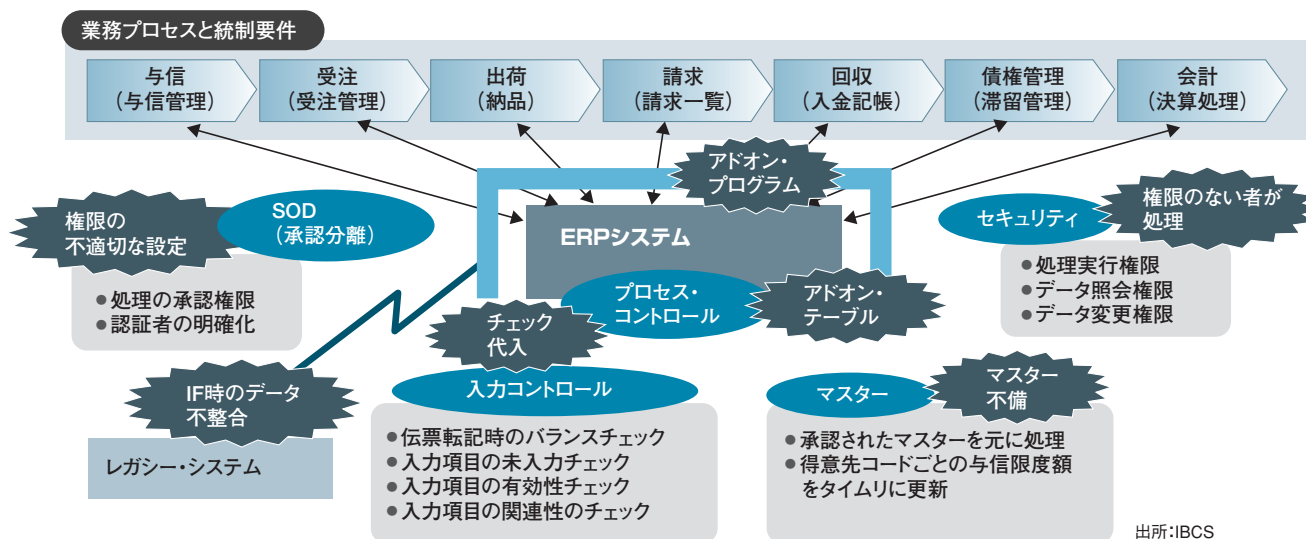 業務プロセスと統制要件
与信
(与信管理)
受注
(受注管理)
出荷
(納品)
請求
(請求一覧)
回収
(入金記帳)
債権管理
(滞留管理)
会計
(決算処理)
アドオン・
プログラム
権限の
不適切な設定
SOD
(承認分離)
ERPシステム
セキュリティ
権限のない者が
処理
●処理の承認権限
●認証者の明確化
プロセス・
コントロール
アドオン・
テーブル
●処理実行権限
●データ照会権限
●データ変更権限
チェック
代入
IF時のデータ
不整合
入力コントロール
マスター
マスター
不備
レガシー・システム
●伝票転記時のバランスチェック
●入力項目の未入力チェック
●入力項目の有効性チェック
●入力項目の関連性のチェック
●承認されたマスターを元に処理
●得意先コードごとの与信限度額
をタイムリに更新
出所:IBCS